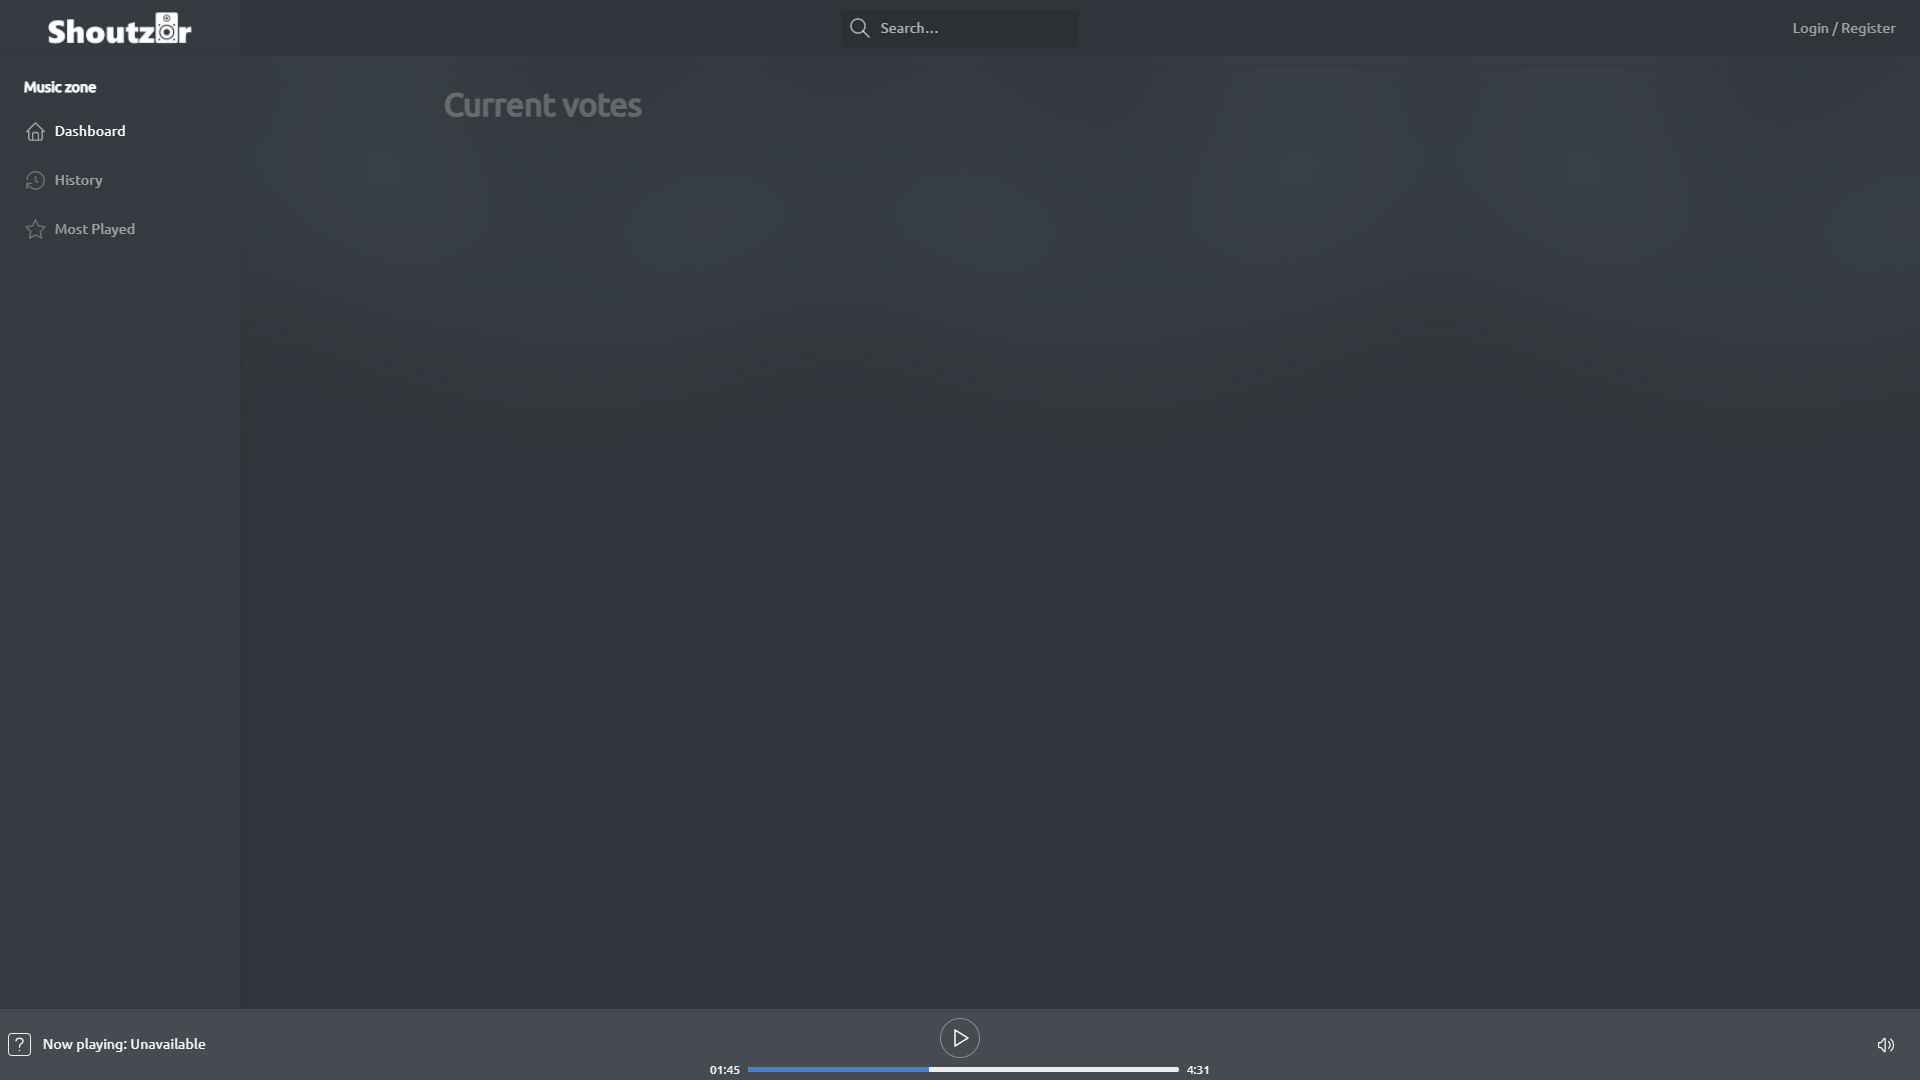 Shoutzor
Search...
Login / Register
Music zone
Dashboard
History
Most Played
Current votes
Now playing: Unavailable
01:45
4:31